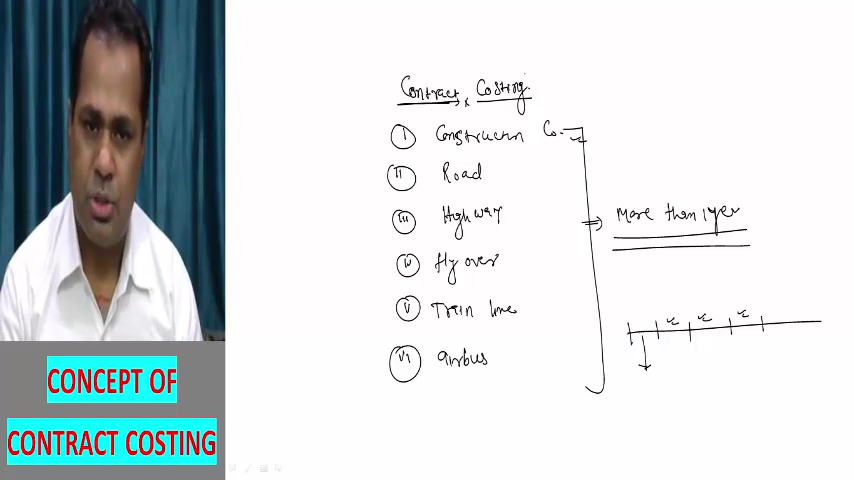 Contract Costing
I Construction Co.
II Road
III Highway
IV Fly over
V Train line
VI Airbus
More than 1 year
CONCEPT OF
CONTRACT COSTING